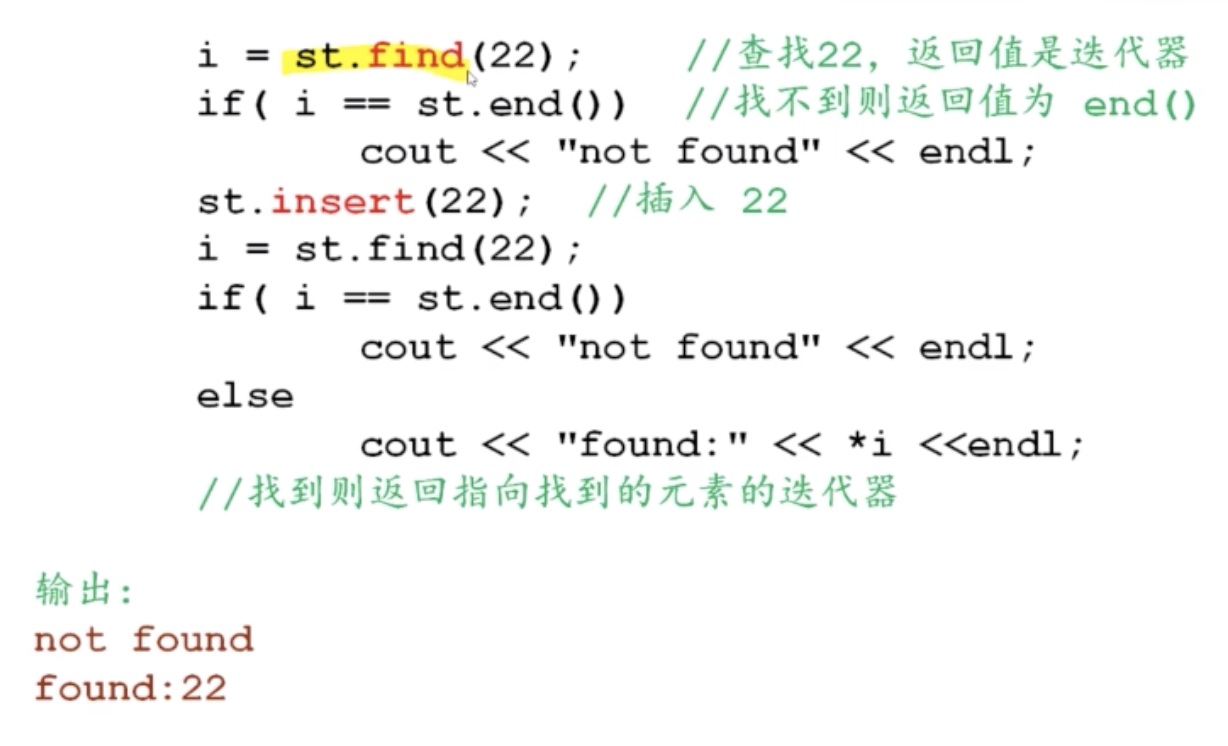 i = st.find(22); //查找22, 返回值是迭代器
if( i == st.end()) //找不到则返回值为 end()
cout << "not found" << endl;
st.insert(22); //插入 22
i = st.find(22);
if( i == st.end())
cout << "not found" << endl;
else
cout << "found:" << *i <<endl;
//找到则返回指向找到的元素的迭代器
输出:
not found
found:22